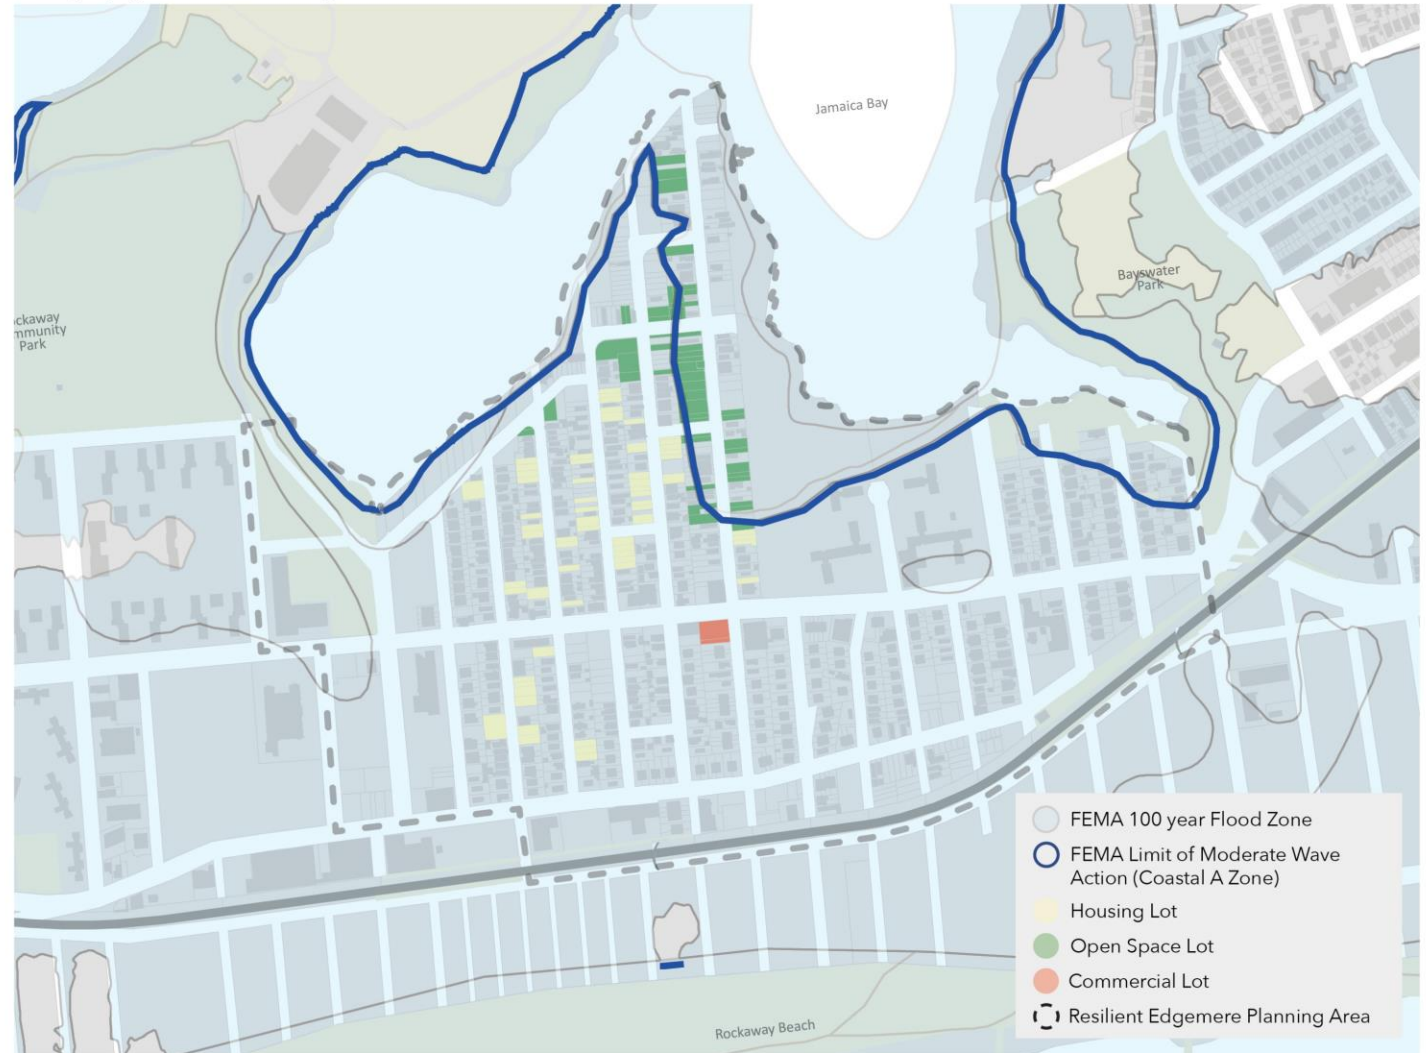 Jamaica Bay
Bayswater
Park
ckaway
mmunity
Park
FEMA 100 year Flood Zone
FEMA Limit of Moderate Wave
Action (Coastal A Zone)
Housing Lot
Open Space Lot
Commercial Lot
Resilient Edgemere Planning Area
Rockaway Beach